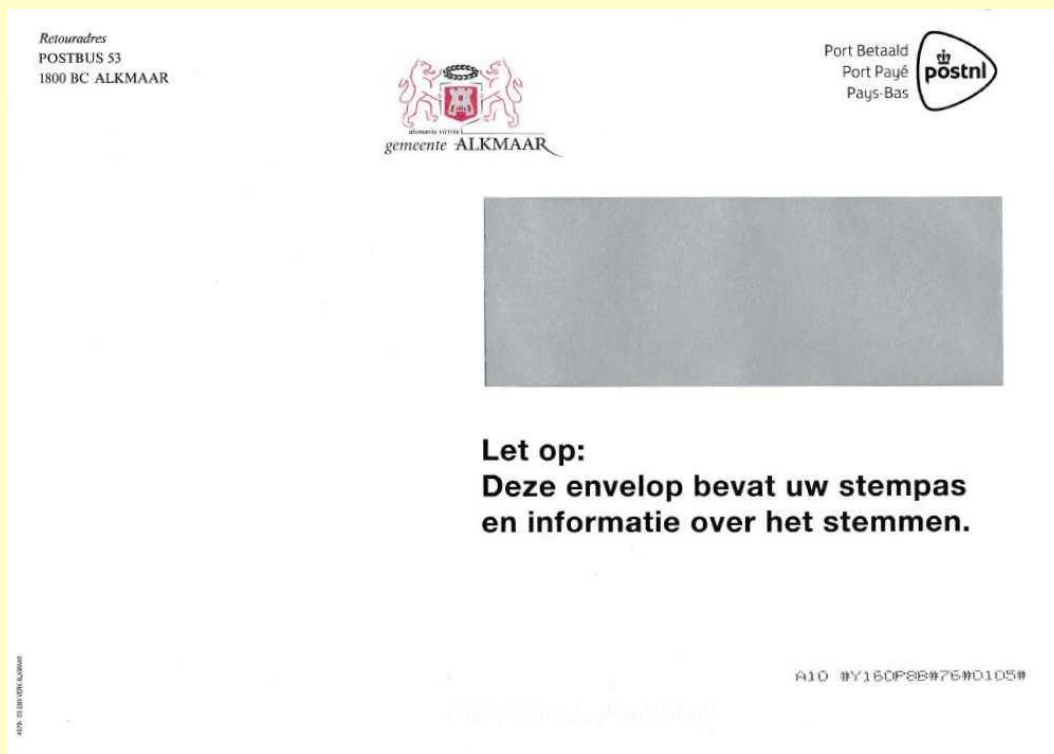 Retouradres
POSTBUS 53
1800 BC ALKMAAR
gemeente ALKMAAR
Port Betaald
Port Payé
Pays-Bas
postnl
Let op:
Deze envelop bevat uw stempas
en informatie over het stemmen.
A10 #Y160P8B#76#0105#